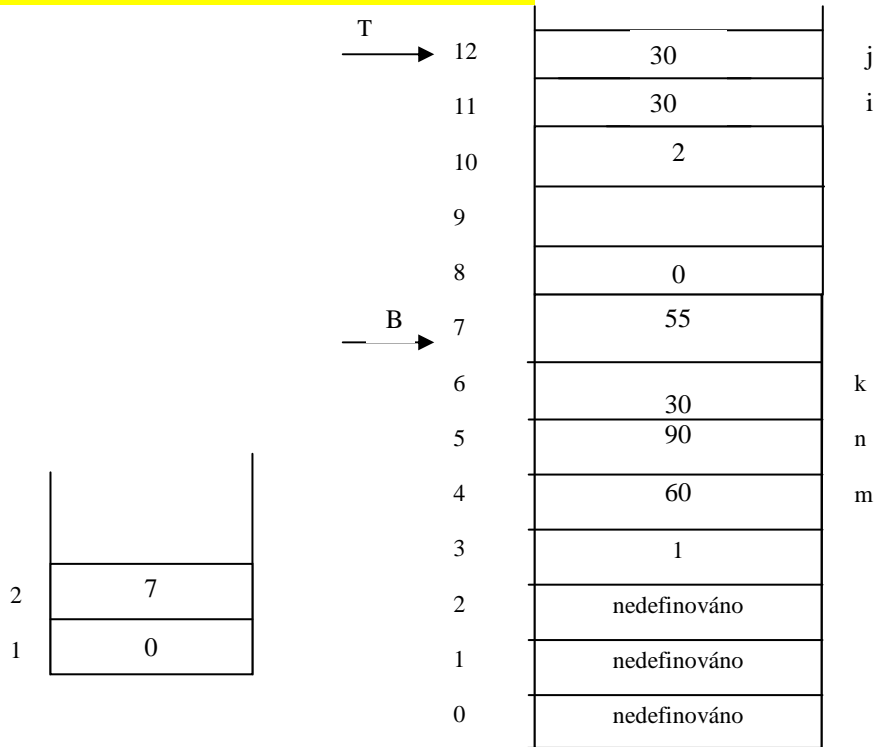 T
12 30 j
11 30 i
10 2
9
8 0
B 7 55
6 30 k
5 90 n
4 60 m
3 1
2 7 2 nedefinováno
1 0 1 nedefinováno
0 nedefinováno